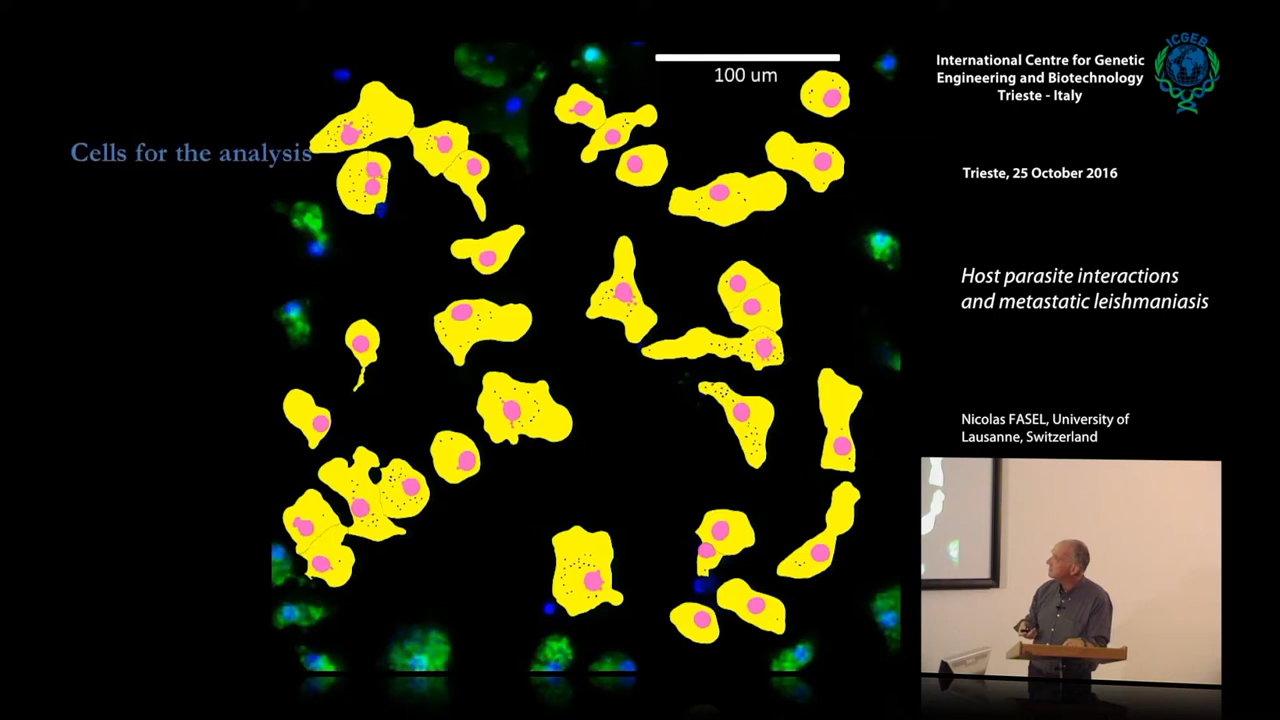 Cells for the analysis
100 um
International Centre for Genetic
Engineering and Biotechnology
Trieste - Italy
ICGEB
Trieste, 25 October 2016
Host parasite interactions
and metastatic leishmaniasis
Nicolas FASEL, University of
Lausanne, Switzerland